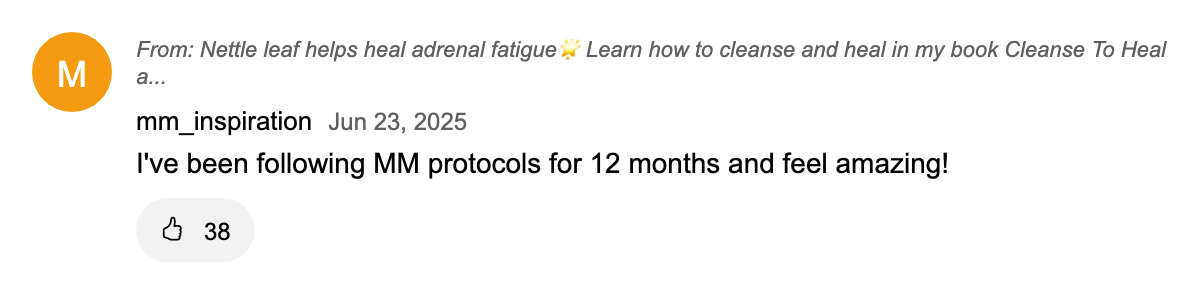 M
From: Nettle leaf helps heal adrenal fatigue🌟 Learn how to cleanse and heal in my book Cleanse To Heal
a...
mm_inspiration Jun 23, 2025
I've been following MM protocols for 12 months and feel amazing!
38